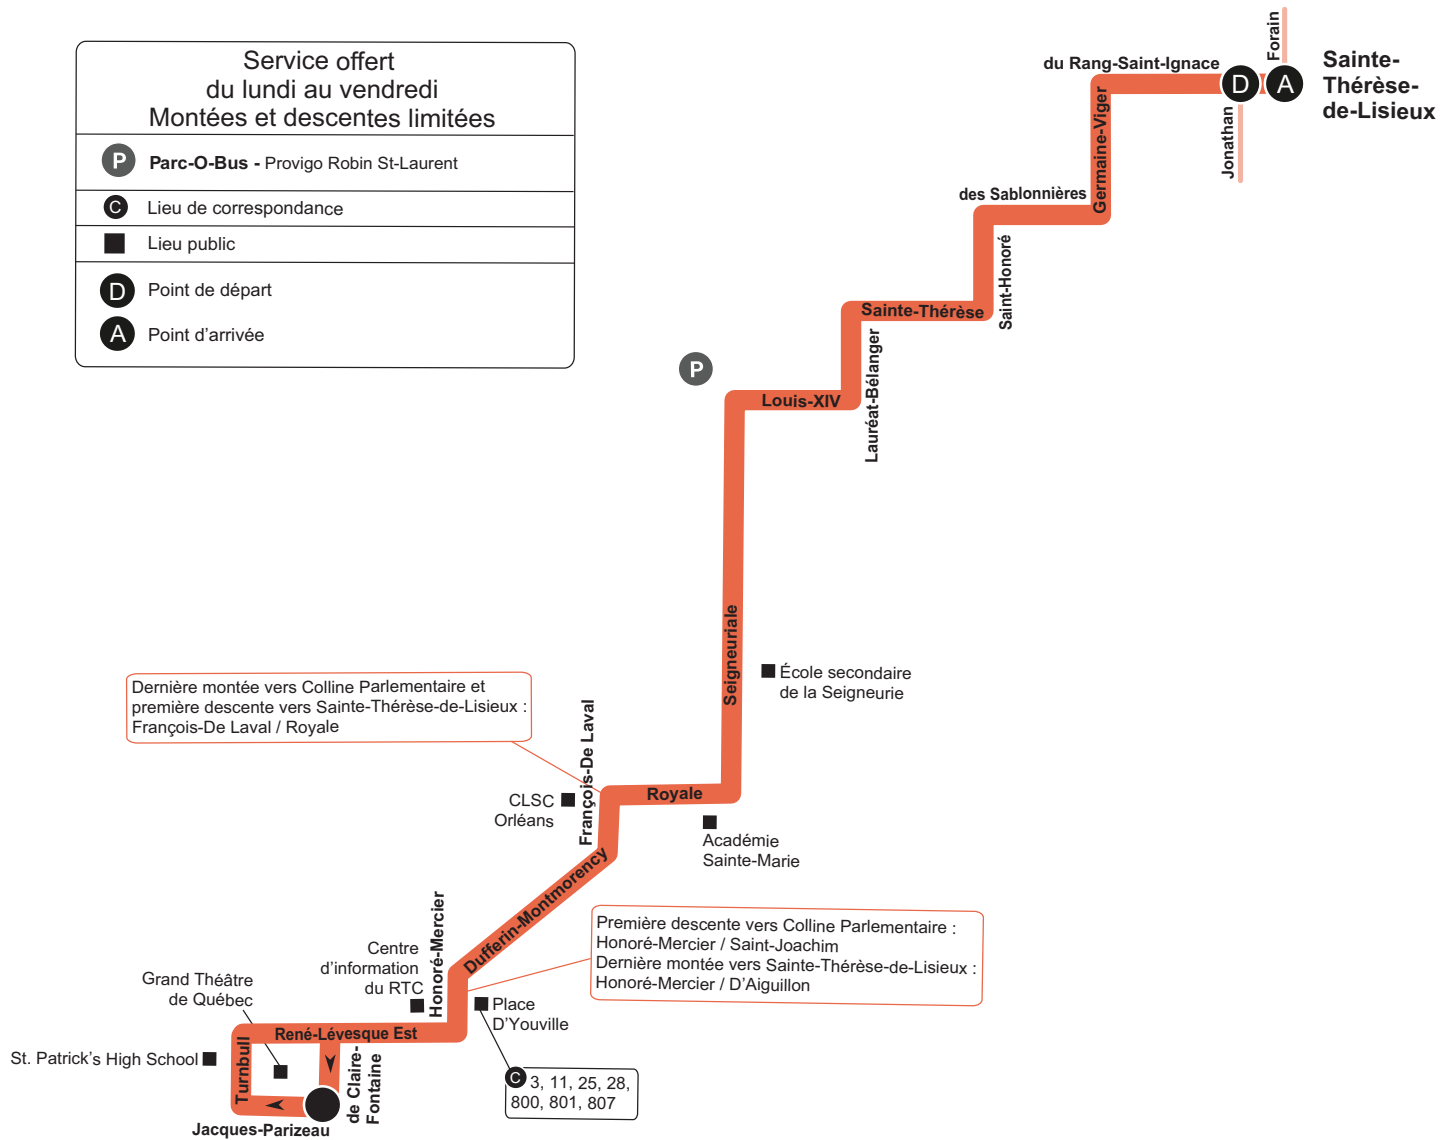 Service offert
du lundi au vendredi
Montées et descentes limitées
P Parc-O-Bus - Provigo Robin St-Laurent
C Lieu de correspondance
Lieu public
D Point de départ
A Point d'arrivée
Forain
du Rang-Saint-Ignace
D A
Sainte-
Thérèse-
de-Lisieux
Jonathan
Germaine-Viger
des Sablonnières
Saint-Honoré
Sainte-Thérèse
Lauréat-Bélanger
P
Louis-XIV
Seigneuriale
École secondaire
de la Seigneurie
Dernière montée vers Colline Parlementaire et
première descente vers Sainte-Thérèse-de-Lisieux :
François-De Laval / Royale
François-De Laval
CLSC
Orléans
Royale
Académie
Sainte-Marie
Dufferin-Montmorency
Honoré-Mercier
Première descente vers Colline Parlementaire :
Honoré-Mercier / Saint-Joachim
Dernière montée vers Sainte-Thérèse-de-Lisieux :
Honoré-Mercier / D'Aiguillon
Centre
d'information
du RTC
Grand Théâtre
de Québec
Place
D'Youville
René-Lévesque Est
St. Patrick's High School
Turnbull
de Claire-
Fontaine
C 3, 11, 25, 28,
800, 801, 807
Jacques-Parizeau